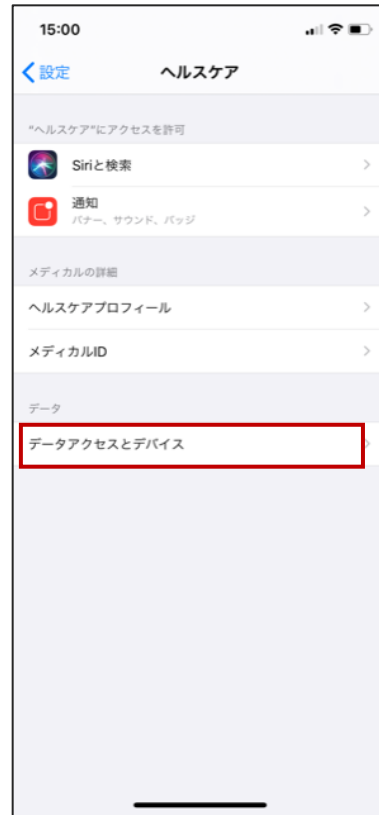 15:00
設定
ヘルスケア
"ヘルスケア"にアクセスを許可
Siriと検索
通知
バナー、サウンド、バッジ
メディカルの詳細
ヘルスケアプロフィール
メディカルID
データ
データアクセスとデバイス